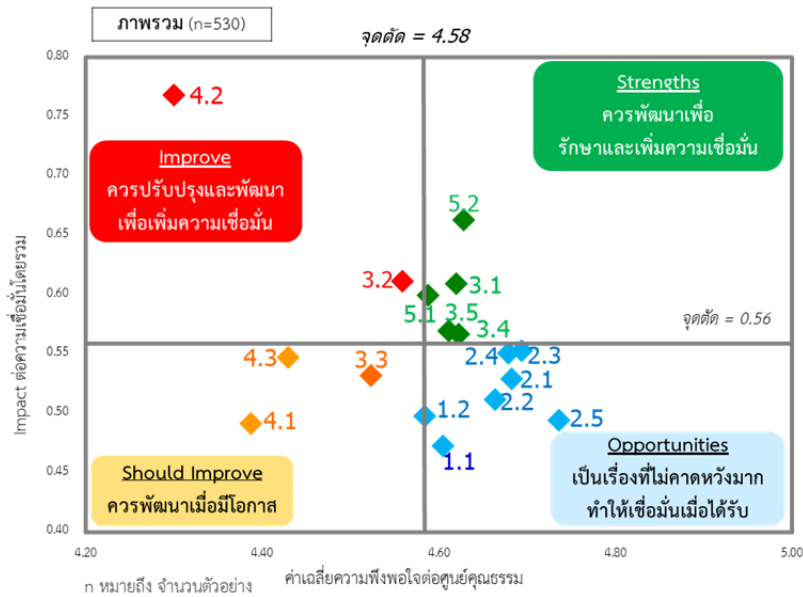 ภาพรวม (n=530)
จุดตัด = 4.58
0.80
0.75
0.70
0.65
0.60
0.55
0.50
0.45
0.40
Impact ต่อความเชื่อมั่นโดยรวม
4.2
Improve
ควรปรับปรุงและพัฒนา
เพื่อเพิ่มความเชื่อมั่น
Strengths
ควรพัฒนาเพื่อ
รักษาและเพิ่มความเชื่อมั่น
5.2
3.2
3.1
5.1
3.5
3.4
จุดตัด = 0.56
4.3
3.3
2.4
2.3
2.1
2.2
4.1
1.2
2.5
1.1
Should Improve
ควรพัฒนาเมื่อมีโอกาส
Opportunities
เป็นเรื่องที่ไม่คาดหวังมาก
ทำให้เชื่อมั่นเมื่อได้รับ
4.20
4.40
4.60
4.80
5.00
ค่าเฉลี่ยความพึงพอใจต่อศูนย์คุณธรรม
n หมายถึง จำนวนตัวอย่าง